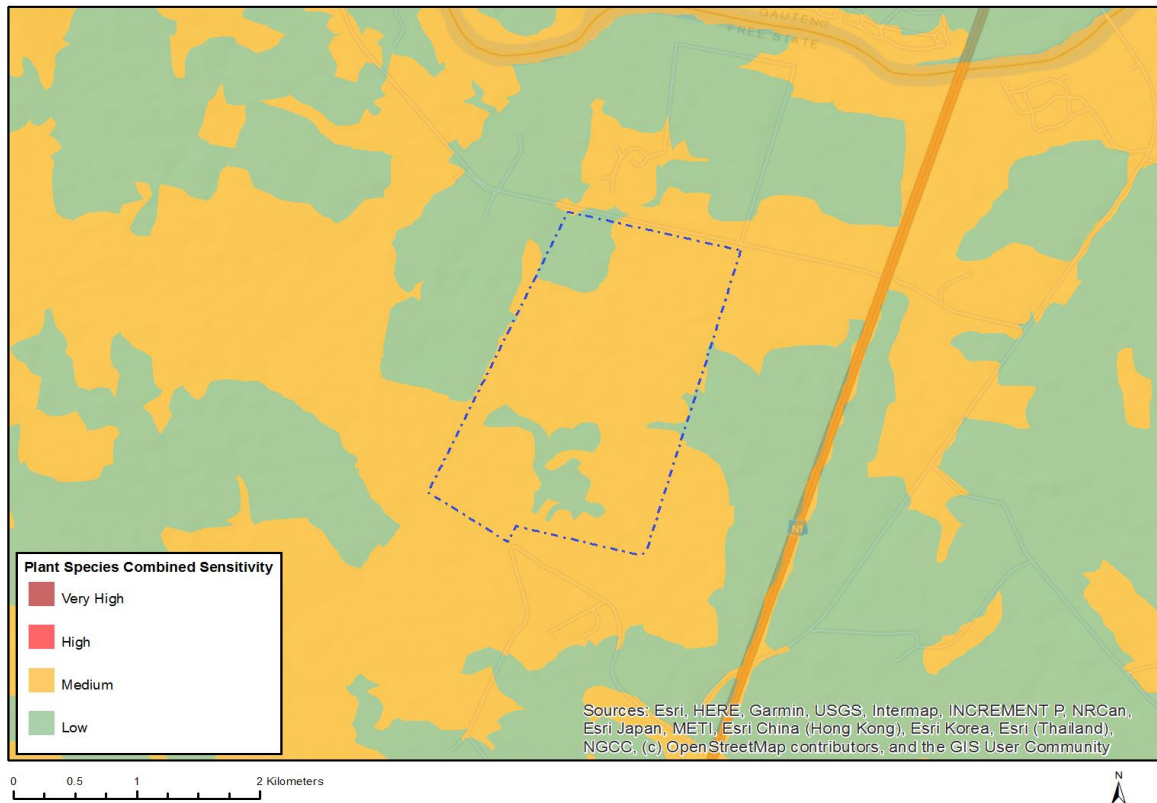 GAUTENG
FREE STATE
N1
Plant Species Combined Sensitivity
Very High
High
Medium
Low
Sources: Esri, HERE, Garmin, USGS, Intermap, INCREMENT P, NRCan,
Esri Japan, METI, Esri China (Hong Kong), Esri Korea, Esri (Thailand),
NGCC, (c) OpenStreetMap contributors, and the GIS User Community
0 0.5 1 2 Kilometers
N